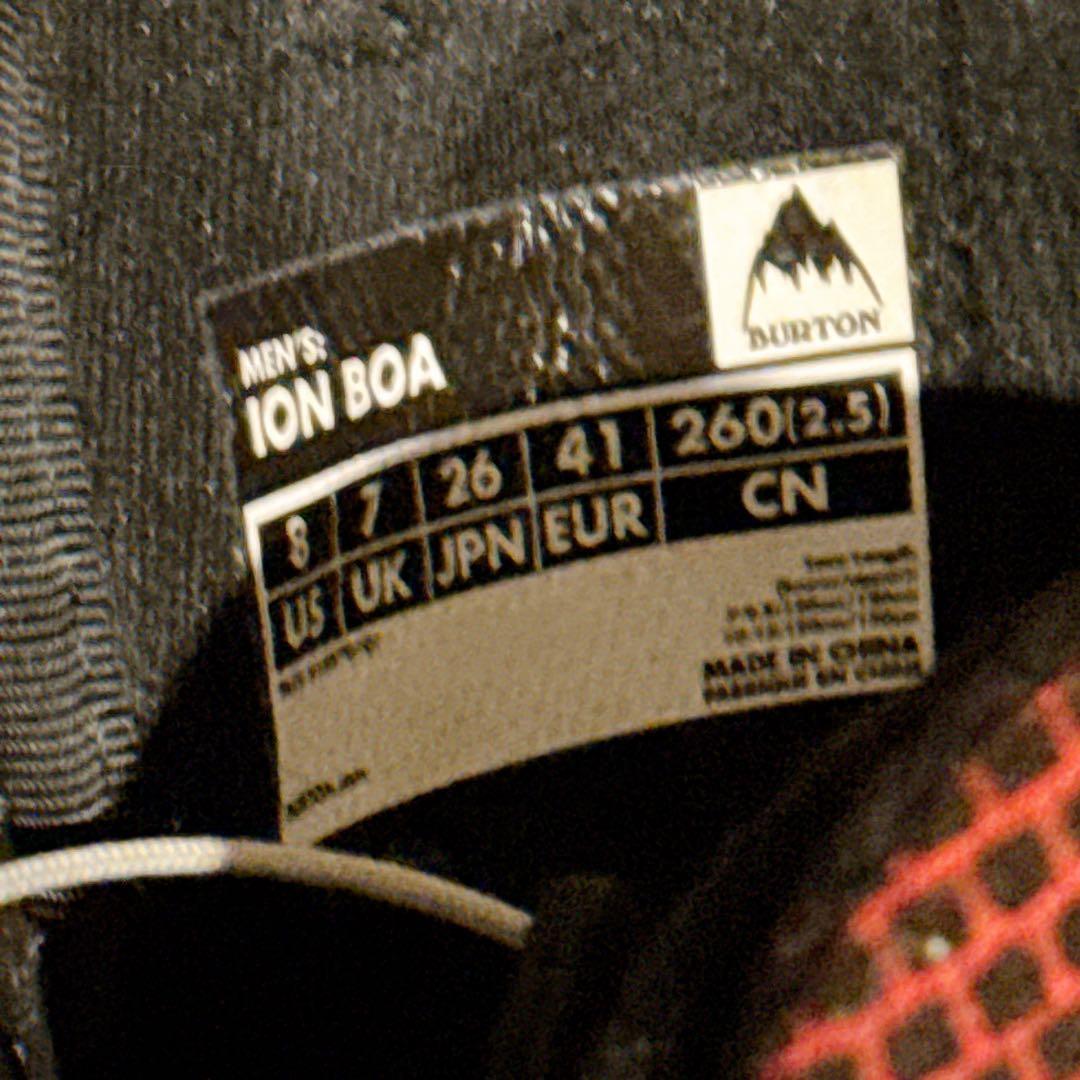 BURTON
MEN'S:
ION BOA
8 7 26 41 260(2.5)
US UK JPN EUR CN
MADE IN CHINA